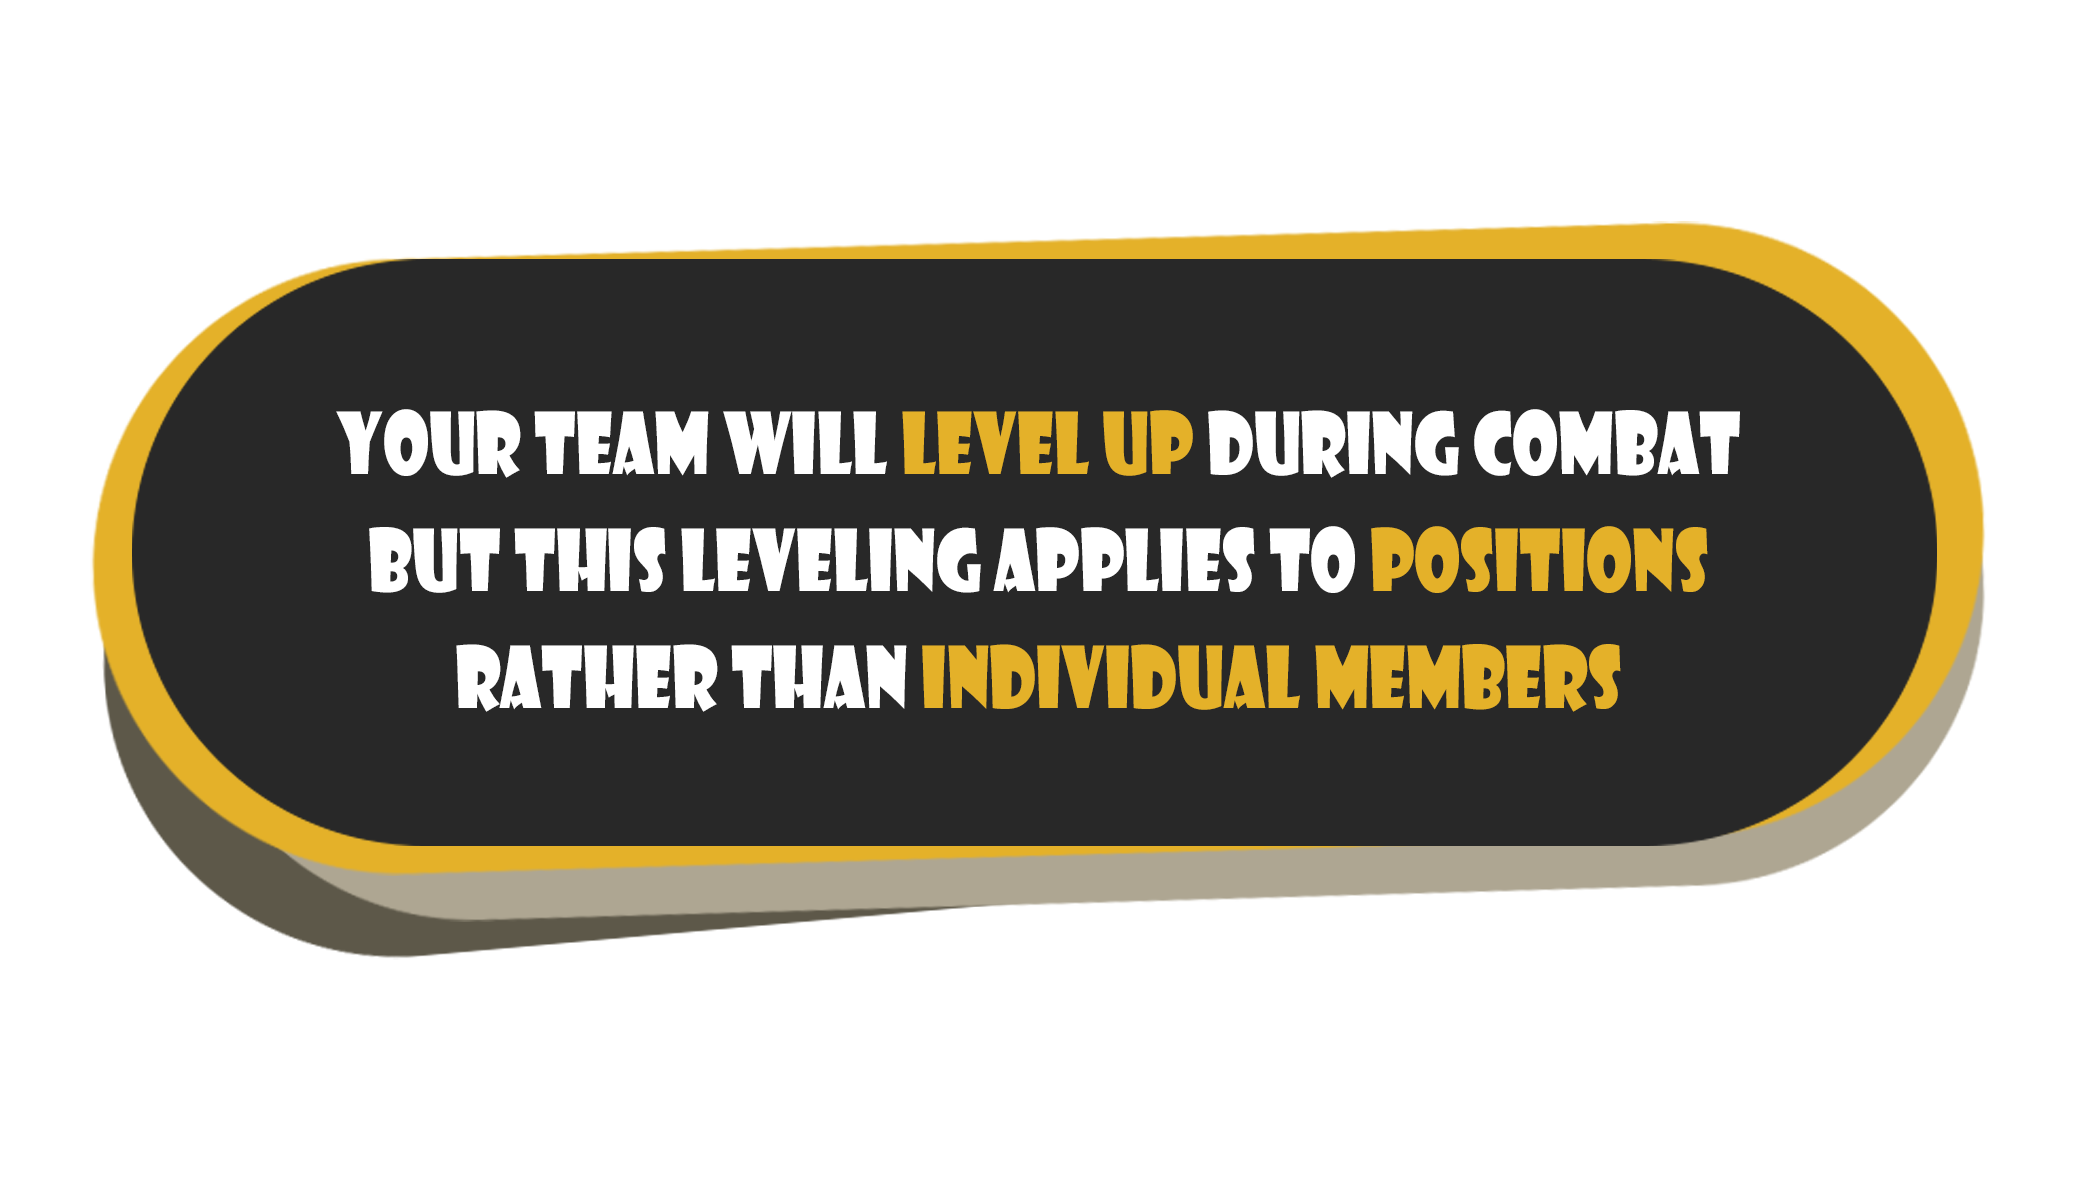 YOUR TEAM WILL LEVEL UP DURING COMBAT
BUT THIS LEVELING APPLIES TO POSITIONS
RATHER THAN INDIVIDUAL MEMBERS